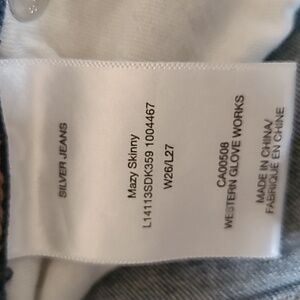 SILVER JEANS
Mazy Skinny
L14113SDK359 1004467
W26/L27
CA00508
WESTERN GLOVE WORKS
MADE IN CHINA/
FABRIQUÉ EN CHINE